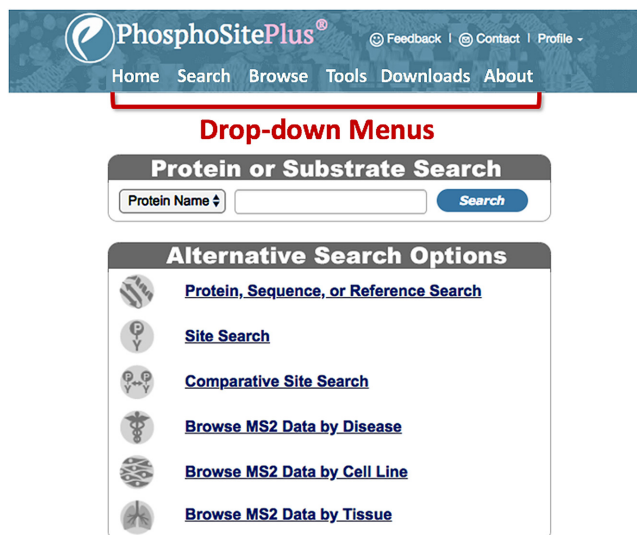 PhosphoSitePlus®
Feedback | Contact | Profile
Home Search Browse Tools Downloads About
Drop-down Menus
Protein or Substrate Search
Protein Name Search
Alternative Search Options
Protein, Sequence, or Reference Search
P
Y
Site Search
P P
Y Y
Comparative Site Search
Browse MS2 Data by Disease
Browse MS2 Data by Cell Line
Browse MS2 Data by Tissue